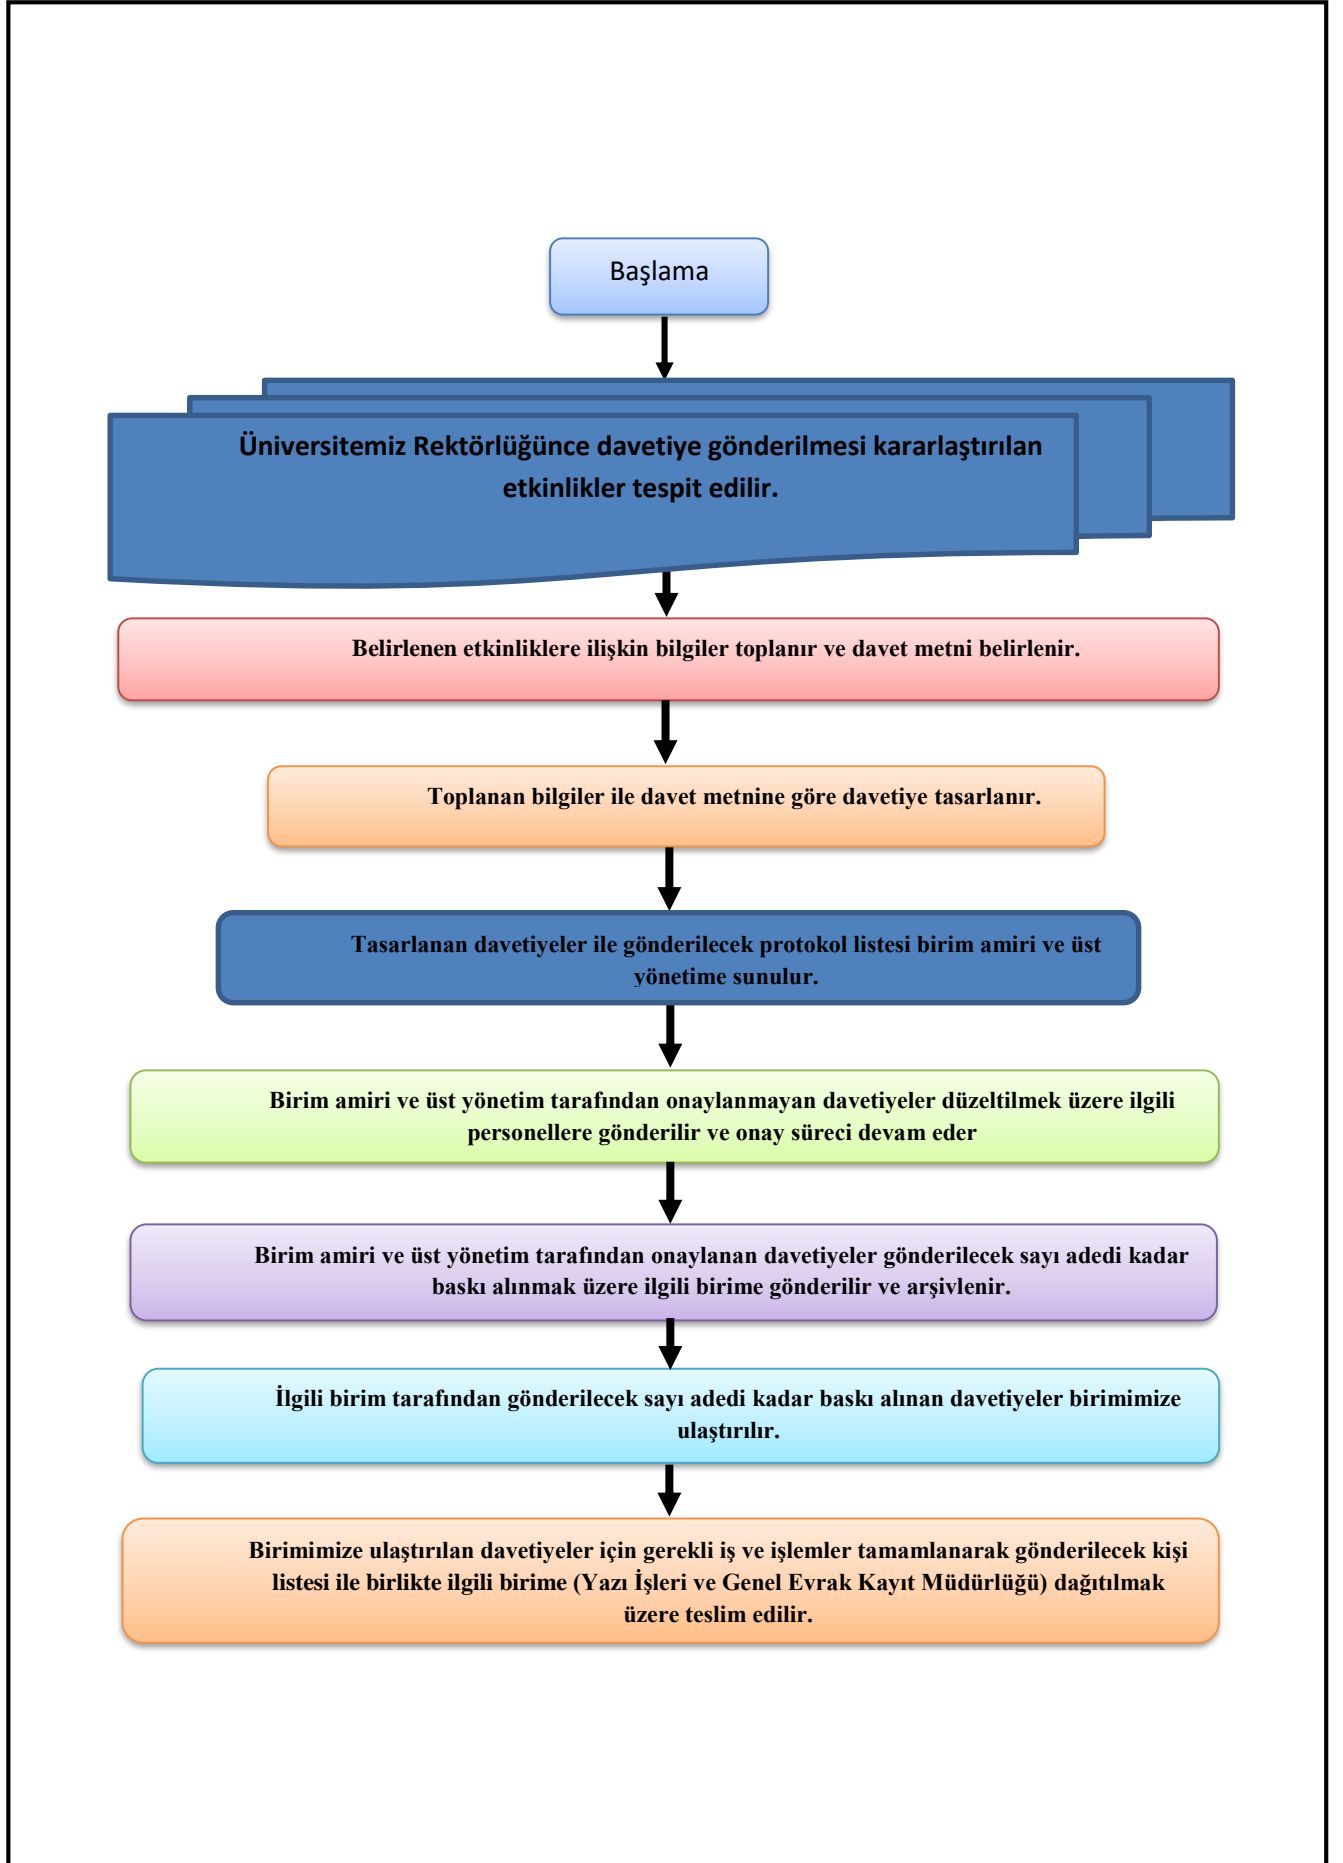 Başlama
Üniversitemiz Rektörlüğünce davetiye gönderilmesi kararlaştırılan
etkinlikler tespit edilir.
Belirlenen etkinliklere ilişkin bilgiler toplanır ve davet metni belirlenir.
Toplanan bilgiler ile davet metnine göre davetiye tasarlanır.
Tasarlanan davetiyeler ile gönderilecek protokol listesi birim amiri ve üst
yönetime sunulur.
Birim amiri ve üst yönetim tarafından onaylanmayan davetiyeler düzeltilmek üzere ilgili
personellere gönderilir ve onay süreci devam eder
Birim amiri ve üst yönetim tarafından onaylanan davetiyeler gönderilecek sayı adedi kadar
baskı alınmak üzere ilgili birime gönderilir ve arşivlenir.
İlgili birim tarafından gönderilecek sayı adedi kadar baskı alınan davetiyeler birimimize
ulaştırılır.
Birimimize ulaştırılan davetiyeler için gerekli iş ve işlemler tamamlanarak gönderilecek kişi
listesi ile birlikte ilgili birime (Yazı İşleri ve Genel Evrak Kayıt Müdürlüğü) dağıtılmak
üzere teslim edilir.